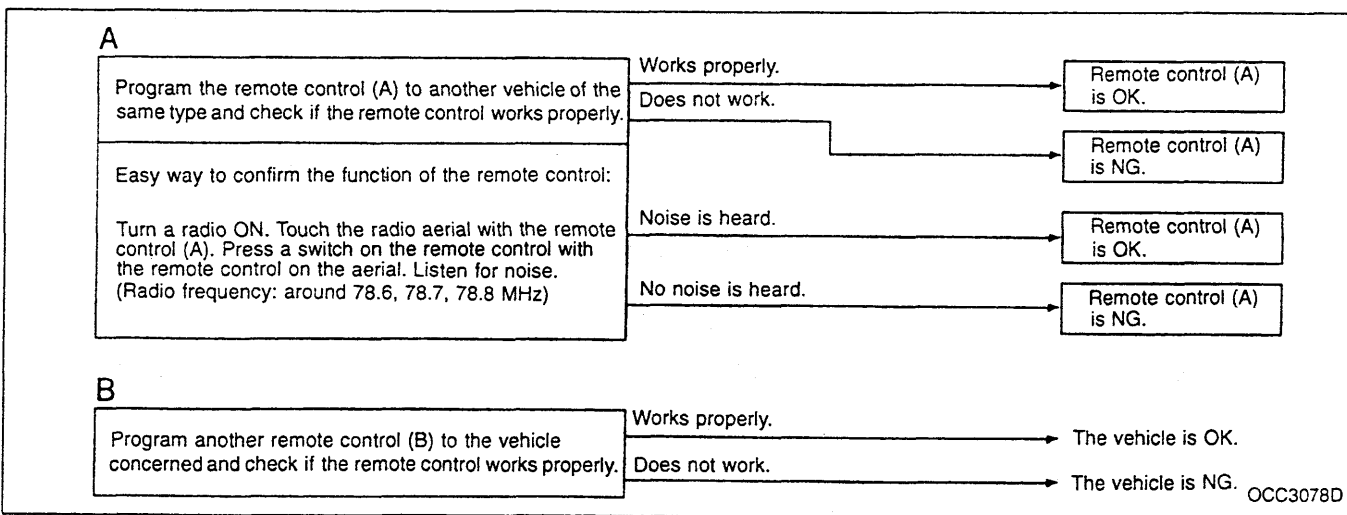 A
Program the remote control (A) to another vehicle of the
same type and check if the remote control works properly.
Works properly.
Does not work.
Remote control (A)
is OK.
Remote control (A)
is NG.
Easy way to confirm the function of the remote control:
Turn a radio ON. Touch the radio aerial with the remote
control (A). Press a switch on the remote control with
the remote control on the aerial. Listen for noise.
(Radio frequency: around 78.6, 78.7, 78.8 MHz)
Noise is heard.
Remote control (A)
is OK.
No noise is heard.
Remote control (A)
is NG.
B
Program another remote control (B) to the vehicle
concerned and check if the remote control works properly.
Works properly.
The vehicle is OK.
Does not work.
The vehicle is NG.
OCC3078D